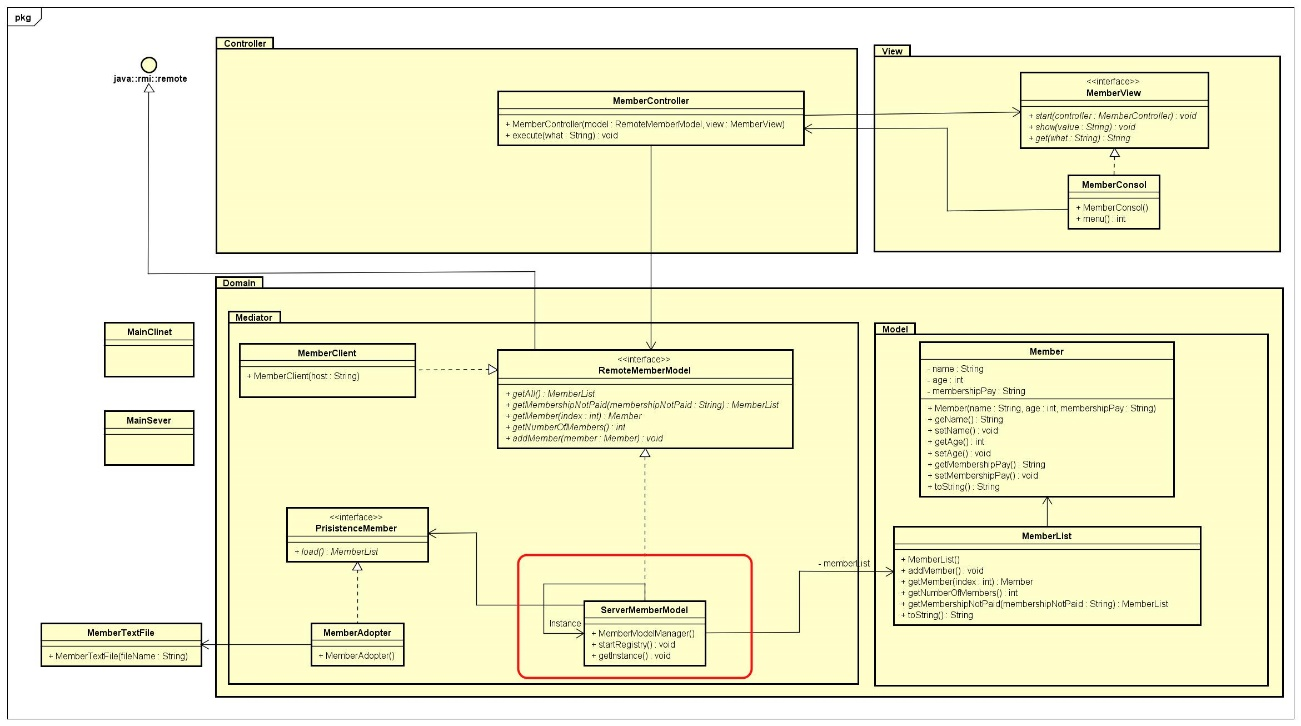 pkg
Controller
View
java::rmi::remote
MemberController
+ MemberController(model : RemoteMemberModel, view : MemberView)
+ execute(what : String) : void
<<interface>>
MemberView
+ start(controller : MemberController) : void
+ show(value : String) : void
+ get(what : String) : String
MemberConsol
+ MemberConsol()
+ menu() : int
Domain
Mediator
Model
MainClinet
MainSever
MemberClient
+ MemberClient(host : String)
<<interface>>
RemoteMemberModel
+ getAll() : MemberList
+ getMembershipNotPaid(membershipNotPaid : String) : MemberList
+ getMember(index : int) : Member
+ getNumberOfMembers() : int
+ addMember(member : Member) : void
Member
- name : String
- age : int
- membershipPay : String
+ Member(name : String, age : int, membershipPay : String)
+ geName() : String
+ setName() : void
+ getAge() : int
+ setAge() : void
+ getMembershipPay() : String
+ setMembershipPay() : void
+ toString() : String
<<interface>>
PrisistenceMember
+ load() : MemberList
MemberList
+ MemberList()
+ addMember() : void
+ getMember(index : int) : Member
+ getNumberOfMembers() : int
+ getMembershipNotPaid(membershipNotPaid : String) : MemberList
+ toString() : String
- memberList
ServerMemberModel
Instance
+ MemberModelManager()
+ startRegistry() : void
+ getInstance() : void
MemberTextFile
+ MemberTextFile(fileName : String)
MemberAdopter
+ MemberAdopter()